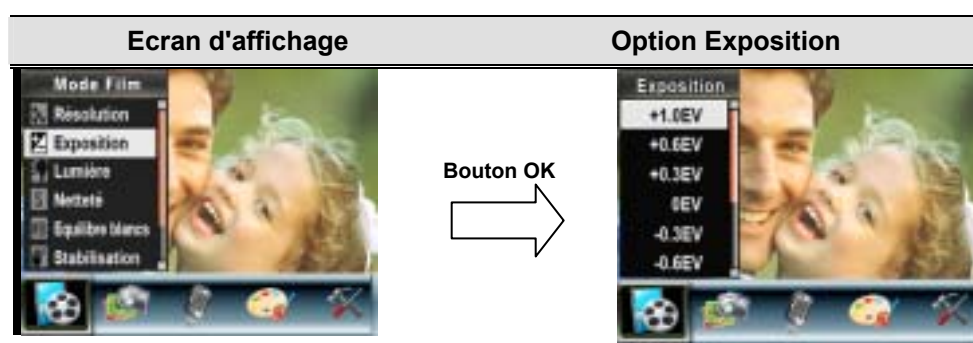 Ecran d'affichage
Option Exposition
Mode Film
Résolution
Exposition
Lumière
Netteté
Equilibre blancs
Stabilisation
Bouton OK
Exposition
+1.0EV
+0.6EV
+0.3EV
0EV
-0.3EV
-0.6EV